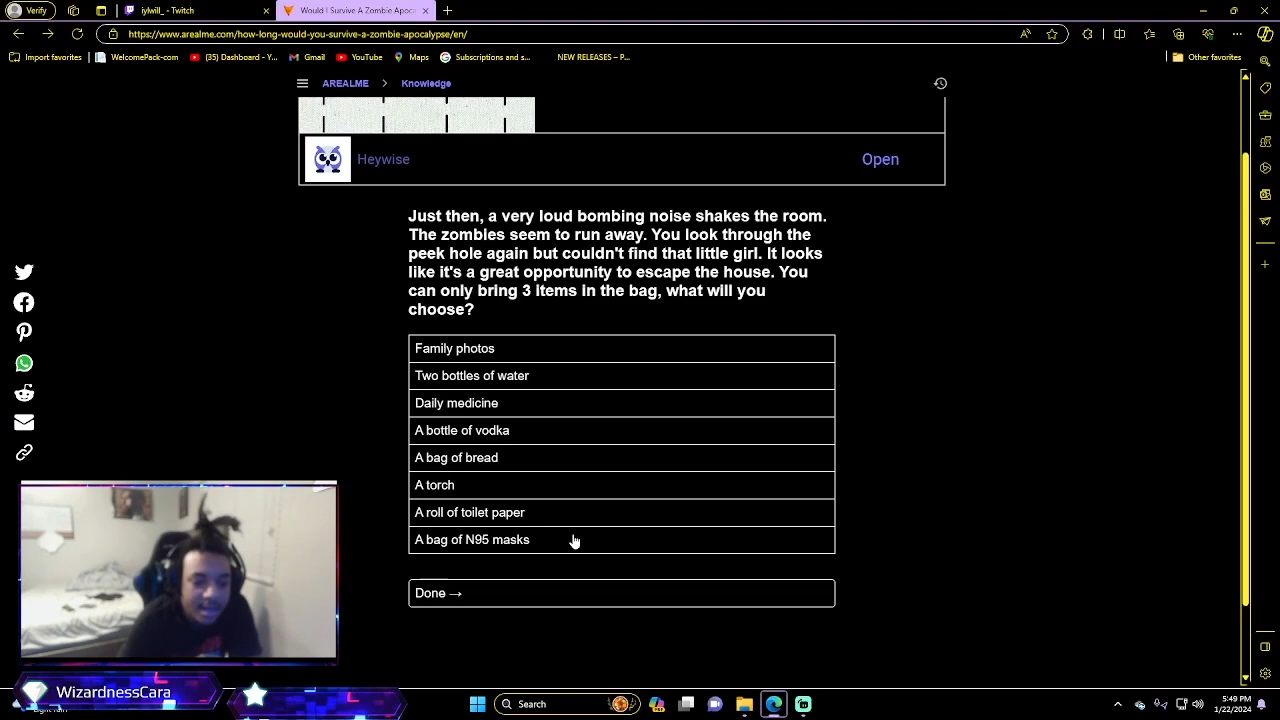 Verify
iylwill_ - Twitch
Would I Survive A Zombie Apoca
https://www.arealme.com/how-long-would-you-survive-a-zombie-apocalypse/en/
Import favorites
WelcomePack-com
(35) Dashboard - Y...
Gmail
YouTube
Maps
Subscriptions and s...
NEW RELEASES – P...
Other favorites
AREALME > Knowledge
Heywise
Open
Just then, a very loud bombing noise shakes the room.
The zombies seem to run away. You look through the
peek hole again but couldn't find that little girl. It looks
like it's a great opportunity to escape the house. You
can only bring 3 items in the bag, what will you
choose?
Family photos
Two bottles of water
Daily medicine
A bottle of vodka
A bag of bread
A torch
A roll of toilet paper
A bag of N95 masks
Done →
WizardnessCara
Search
5:49 PM
1/22/2024